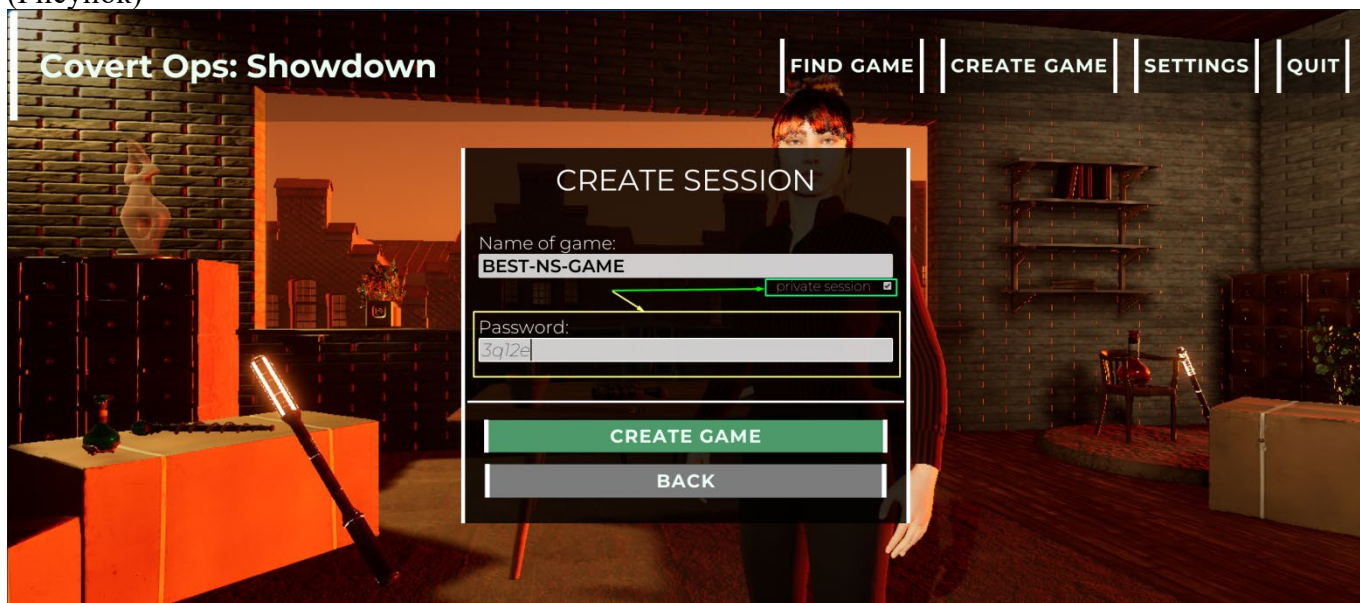 (Рисунок)
Covert Ops: Showdown
FIND GAME
CREATE GAME
SETTINGS
QUIT
CREATE SESSION
Name of game:
BEST-NS-GAME
private session
Password:
3q12e
CREATE GAME
BACK